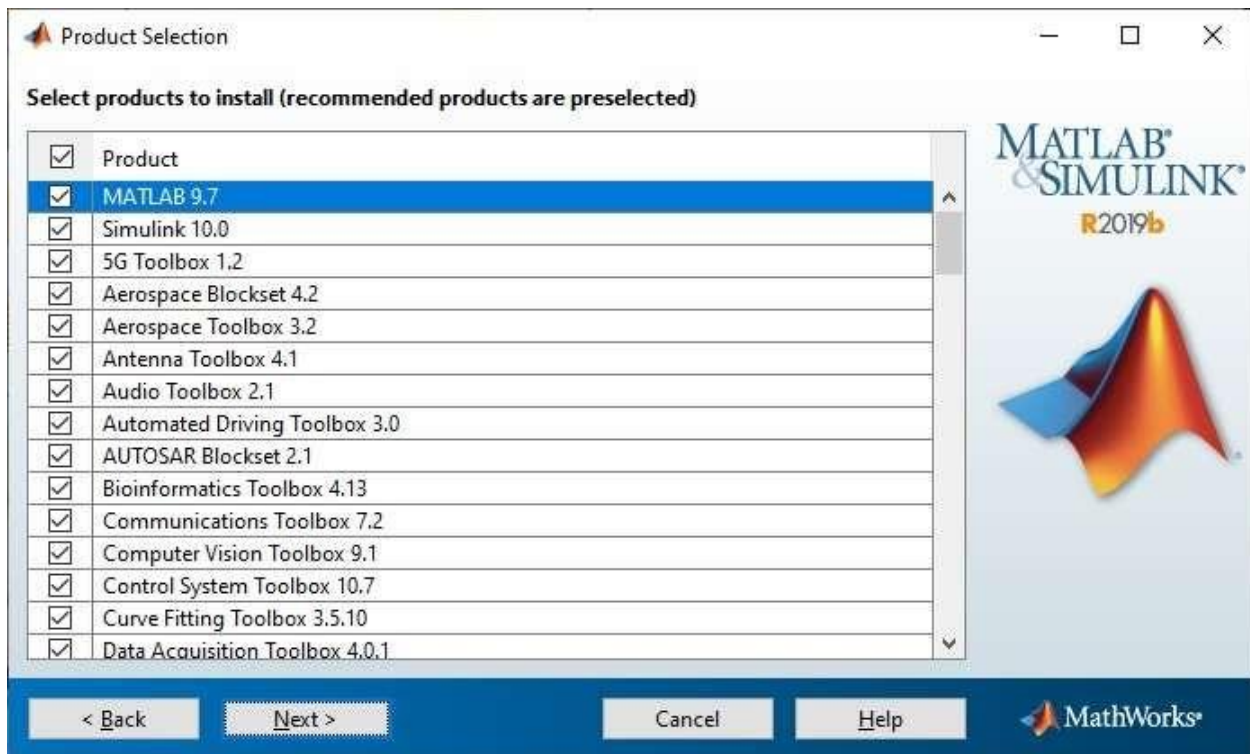 Product Selection
Select products to install (recommended products are preselected)
Product
MATLAB 9.7
Simulink 10.0
5G Toolbox 1.2
Aerospace Blockset 4.2
Aerospace Toolbox 3.2
Antenna Toolbox 4.1
Audio Toolbox 2.1
Automated Driving Toolbox 3.0
AUTOSAR Blockset 2.1
Bioinformatics Toolbox 4.13
Communications Toolbox 7.2
Computer Vision Toolbox 9.1
Control System Toolbox 10.7
Curve Fitting Toolbox 3.5.10
Data Acquisition Toolbox 4.0.1
MATLAB®
&SIMULINK®
R2019b
< Back
Next >
Cancel
Help
MathWorks®